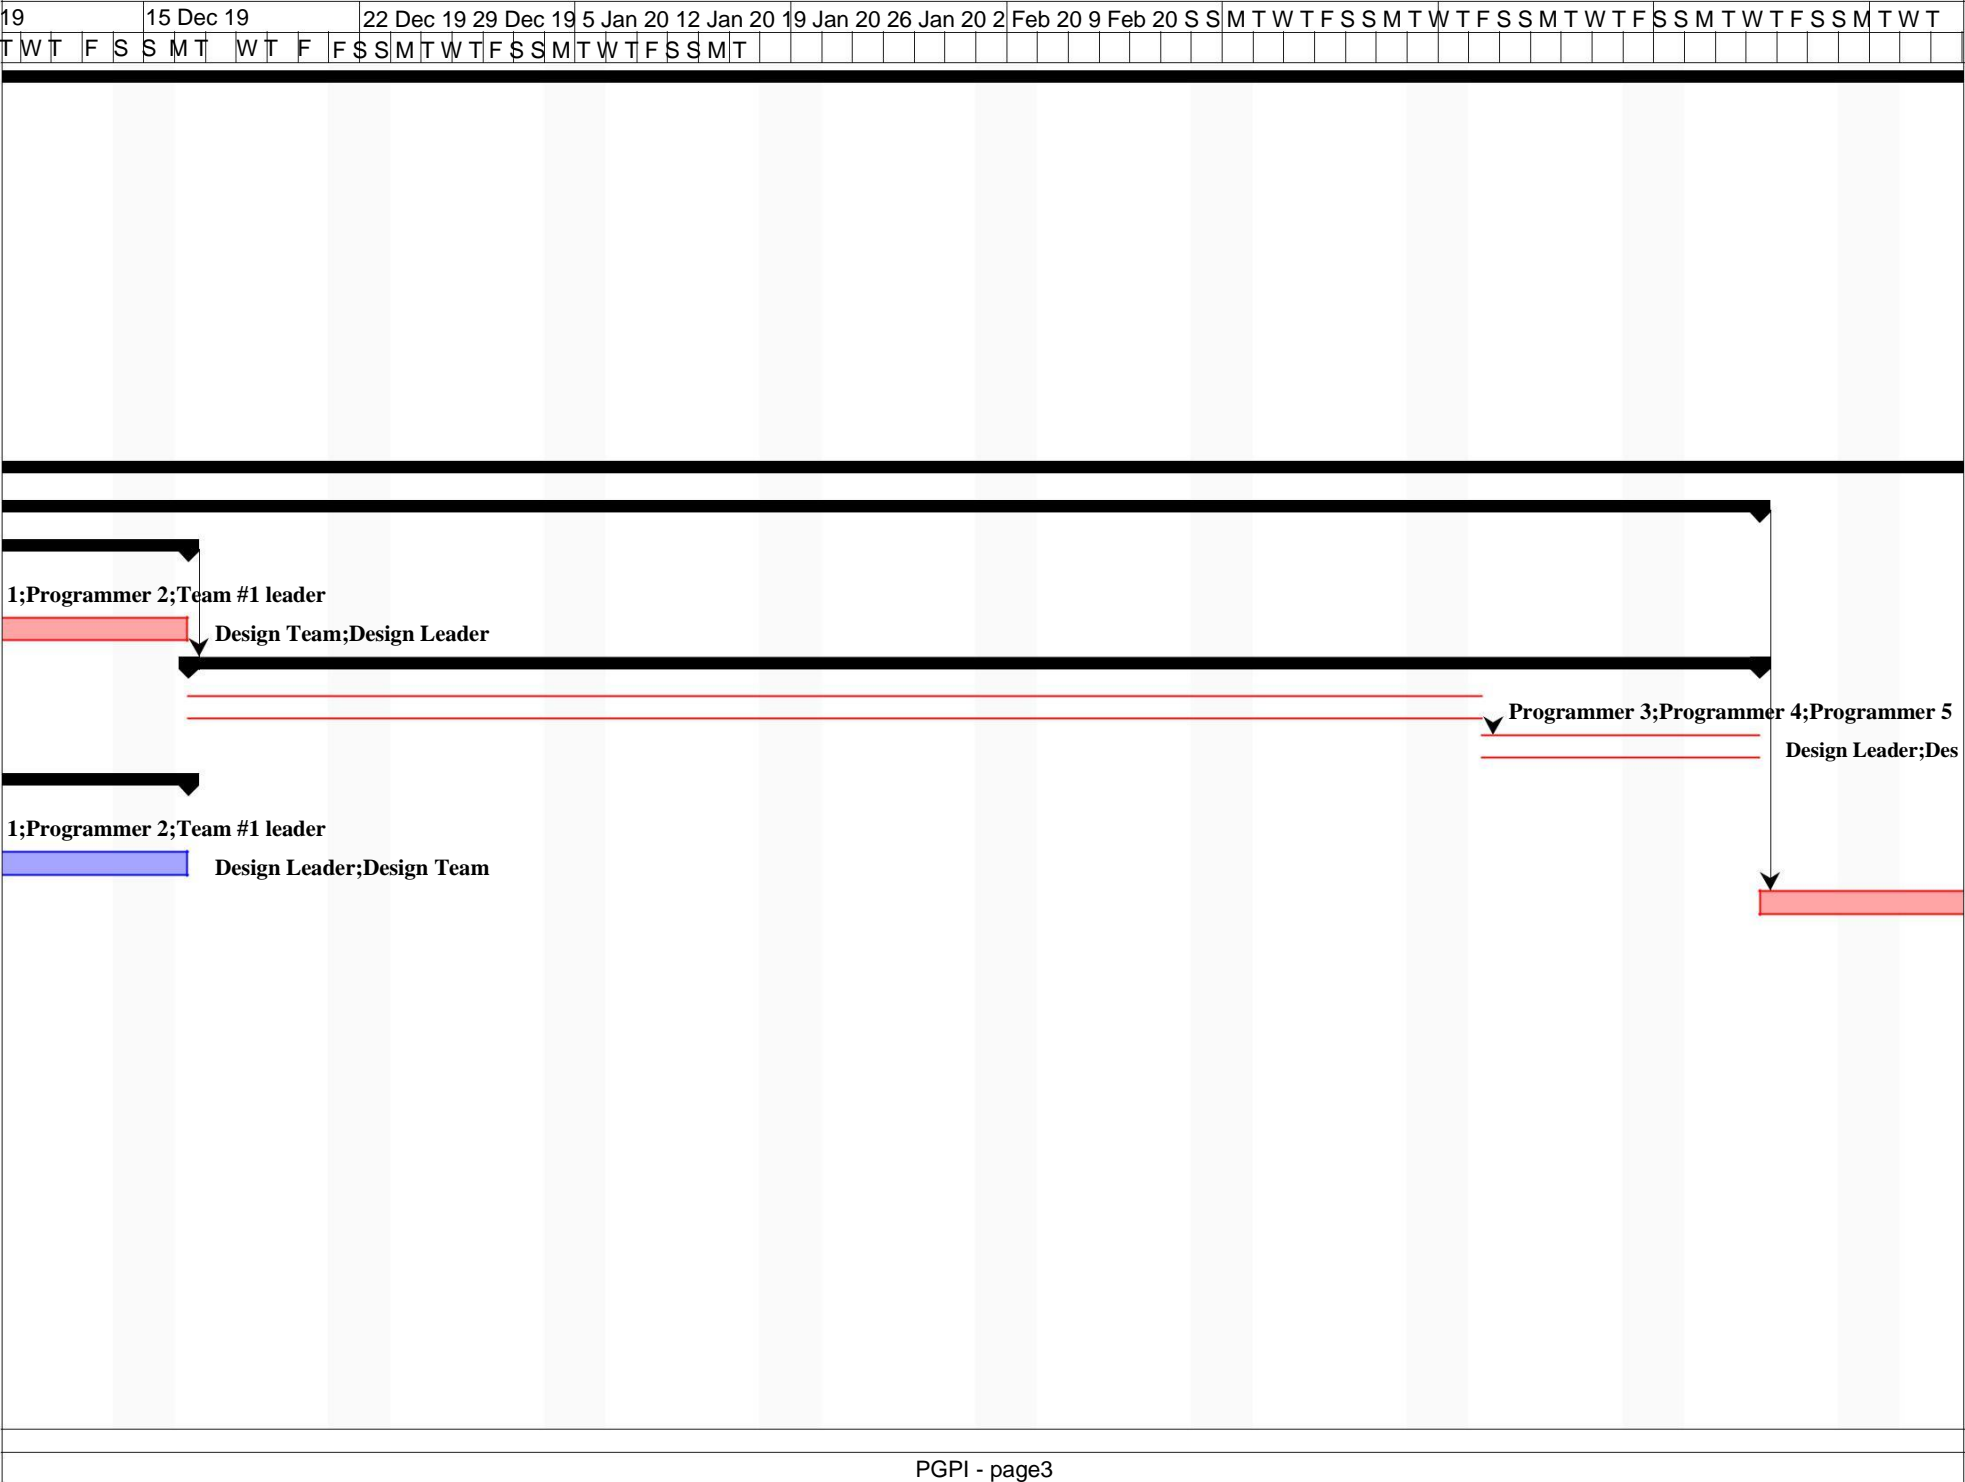 19 15 Dec 19 22 Dec 19 29 Dec 19 5 Jan 20 12 Jan 20 19 Jan 20 26 Jan 20 2 Feb 20 9 Feb 20 S S M T W T F S S M T W T F S S M T W T F S S M T W T F S S M T W T
T W T F S S M T W T F F S S M T W T F S S M T W T F S S M T
1;Programmer 2;Team #1 leader
Design Team;Design Leader
Programmer 3;Programmer 4;Programmer 5
Design Leader;Des
1;Programmer 2;Team #1 leader
Design Leader;Design Team
PGPI - page3